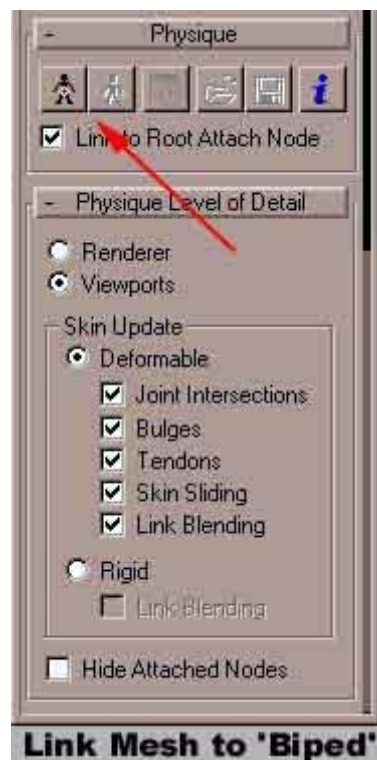 - Physique
i
Link to Root Attach Node
- Physique Level of Detail
Renderer
Viewports
Skin Update
Deformable
Joint Intersections
Bulges
Tendons
Skin Sliding
Link Blending
Rigid
Link Blending
Hide Attached Nodes
Link Mesh to 'Biped'